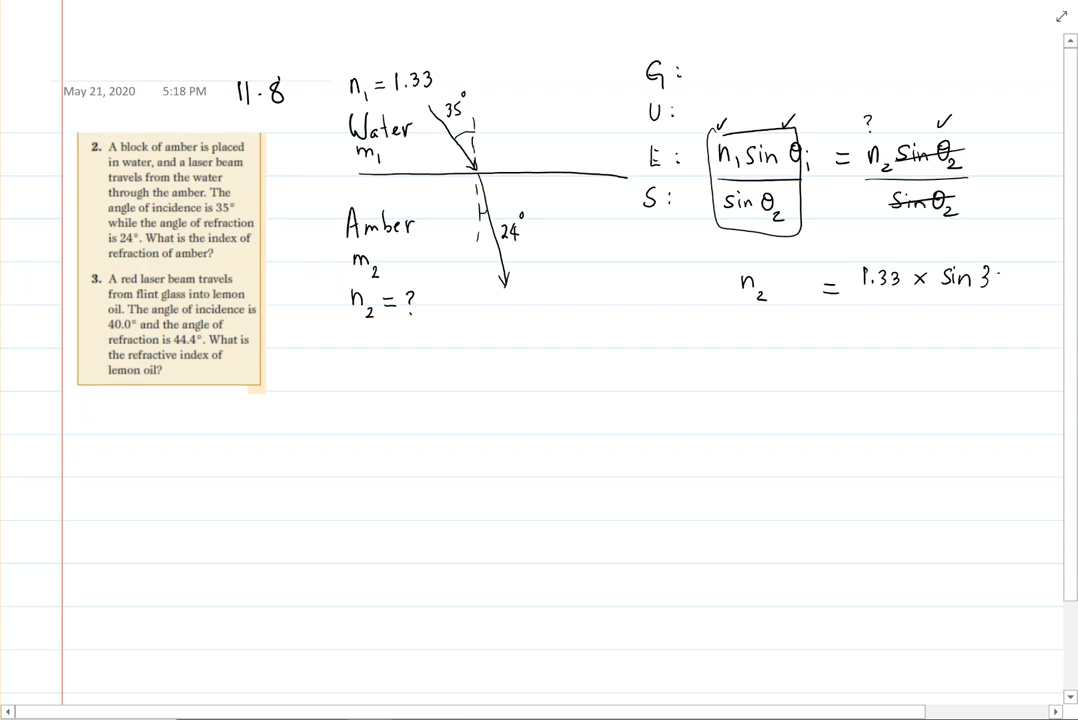 May 21, 2020 5:18 PM
11.8
2. A block of amber is placed
in water, and a laser beam
travels from the water
through the amber. The
angle of incidence is 35°
while the angle of refraction
is 24°. What is the index of
refraction of amber?
3. A red laser beam travels
from flint glass into lemon
oil. The angle of incidence is
40.0° and the angle of
refraction is 44.4°. What is
the refractive index of
lemon oil?
n₁ = 1.33
35°
Water
m₁
Amber
24°
m₂
n₂ = ?
G:
U:
✓ ✓ ? ✓
E: n₁ sin θᵢ = n₂ sin θ₂
S: sin θ₂ sin θ₂
n₂ = 1.33 × sin 3